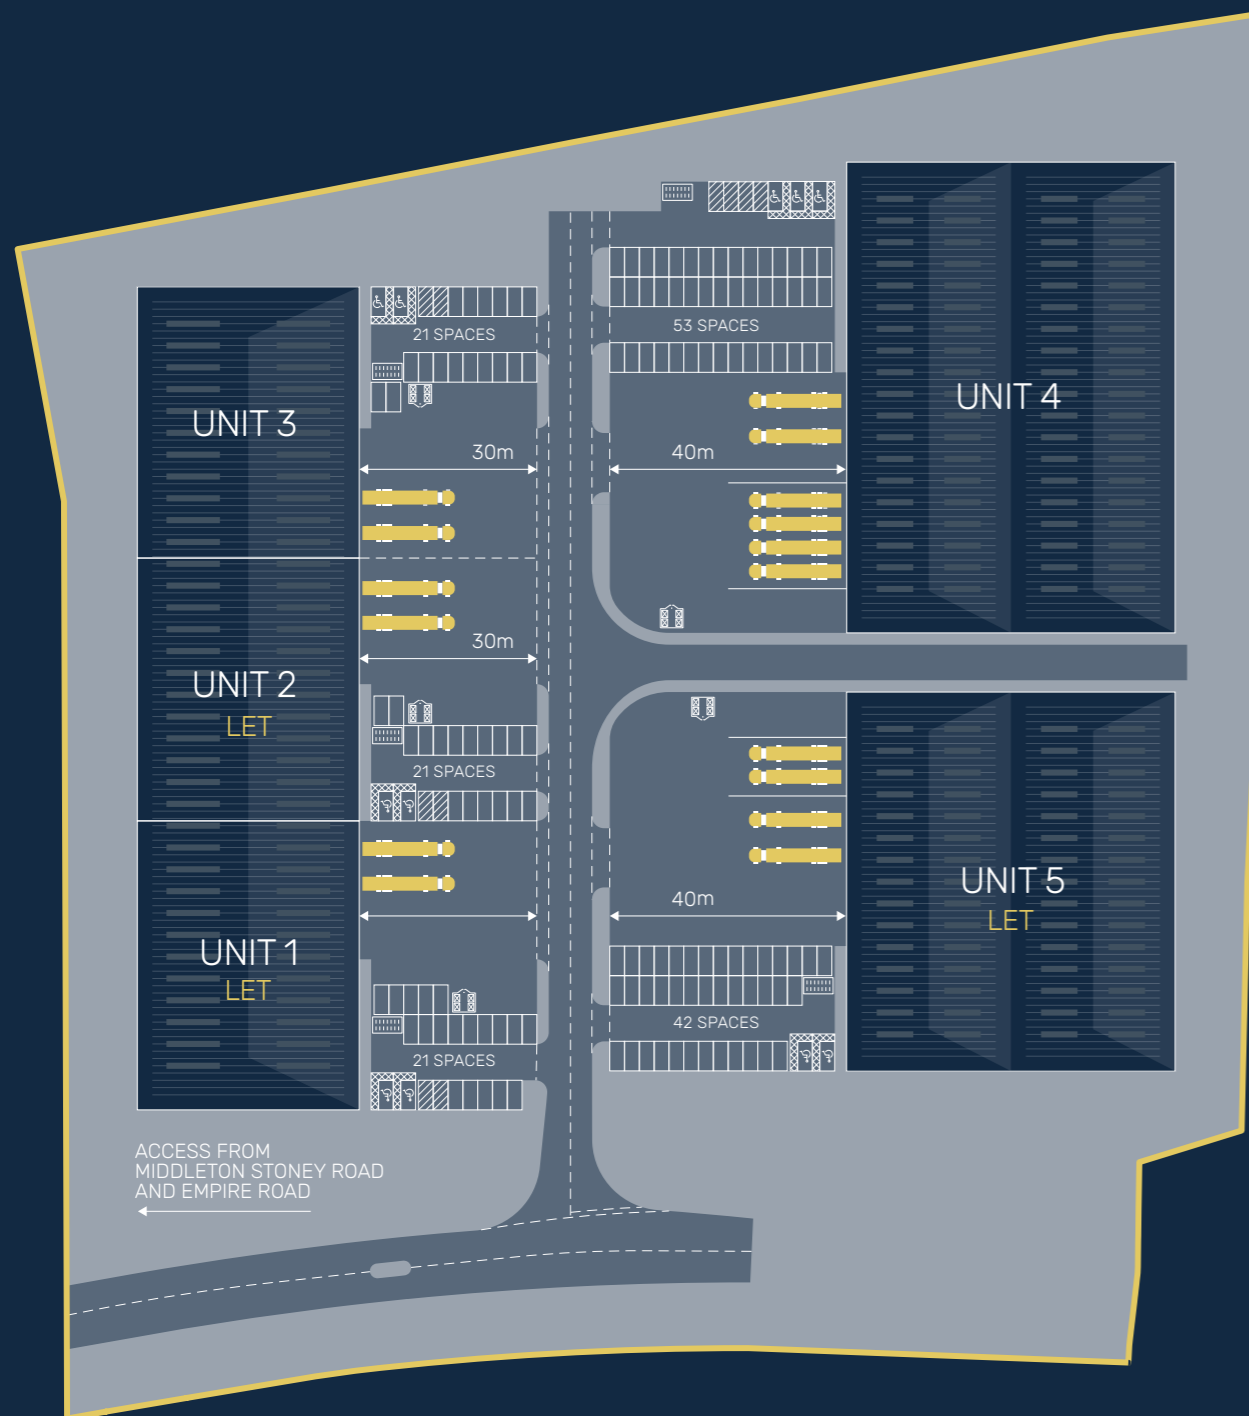 53 SPACES
21 SPACES
UNIT 4
UNIT 3
30m
40m
30m
UNIT 2
LET
21 SPACES
UNIT 5
LET
40m
UNIT 1
LET
42 SPACES
21 SPACES
ACCESS FROM
MIDDLETON STONEY ROAD
AND EMPIRE ROAD